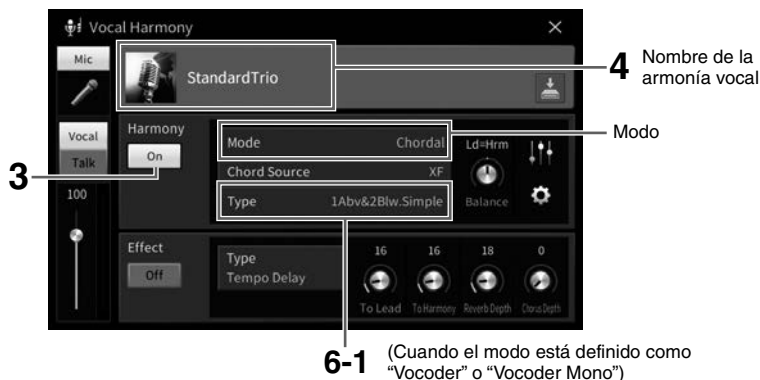 Vocal Harmony
Mic
StandardTrio
4 Nombre de la
armonía vocal
Vocal
Talk
100
Harmony
On
Mode Chordal
Chord Source XF
Type 1Abv&2Blw.Simple
Ld=Hrm
Balance
Modo
3
Effect
Off
Type
Tempo Delay
16 16 18 0
To Lead To Harmony Reverb Depth Chorus Depth
6-1 (Cuando el modo está definido como
“Vocoder” o “Vocoder Mono”)